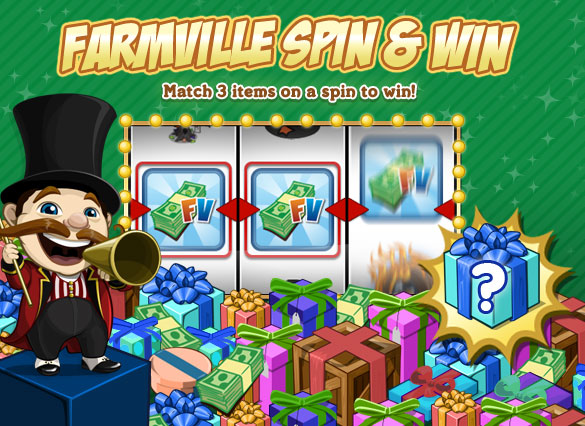 FARMVILLE SPIN & WIN
Match 3 items on a spin to win!
FV FV FV
?